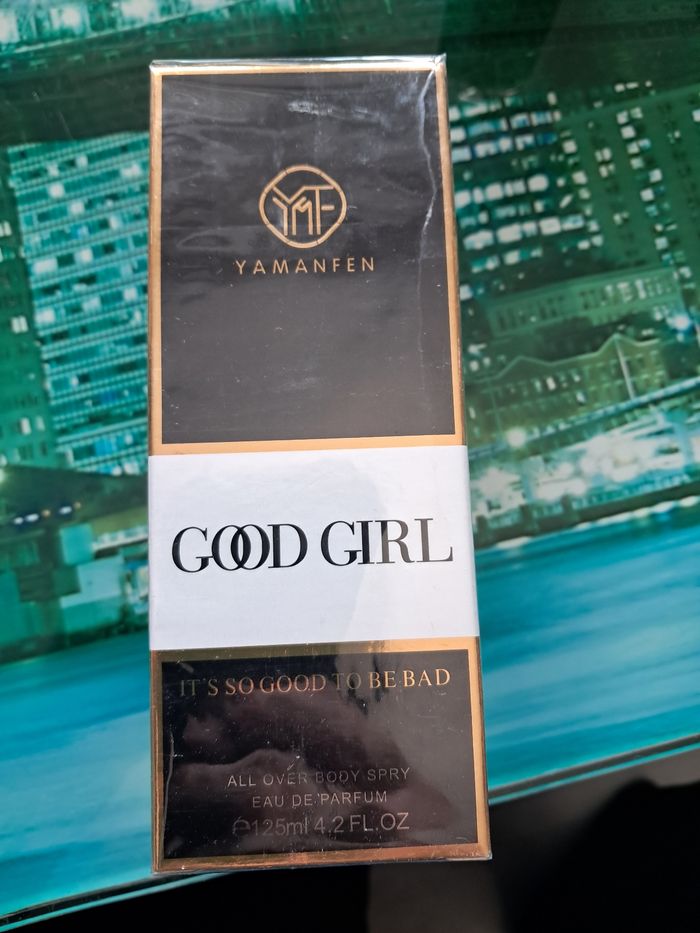 YMF
YAMANFEN
GOOD GIRL
IT'S SO GOOD TO BE BAD
ALL OVER BODY SPRY
EAU DE PARFUM
℮125ml 4.2 FL.OZ